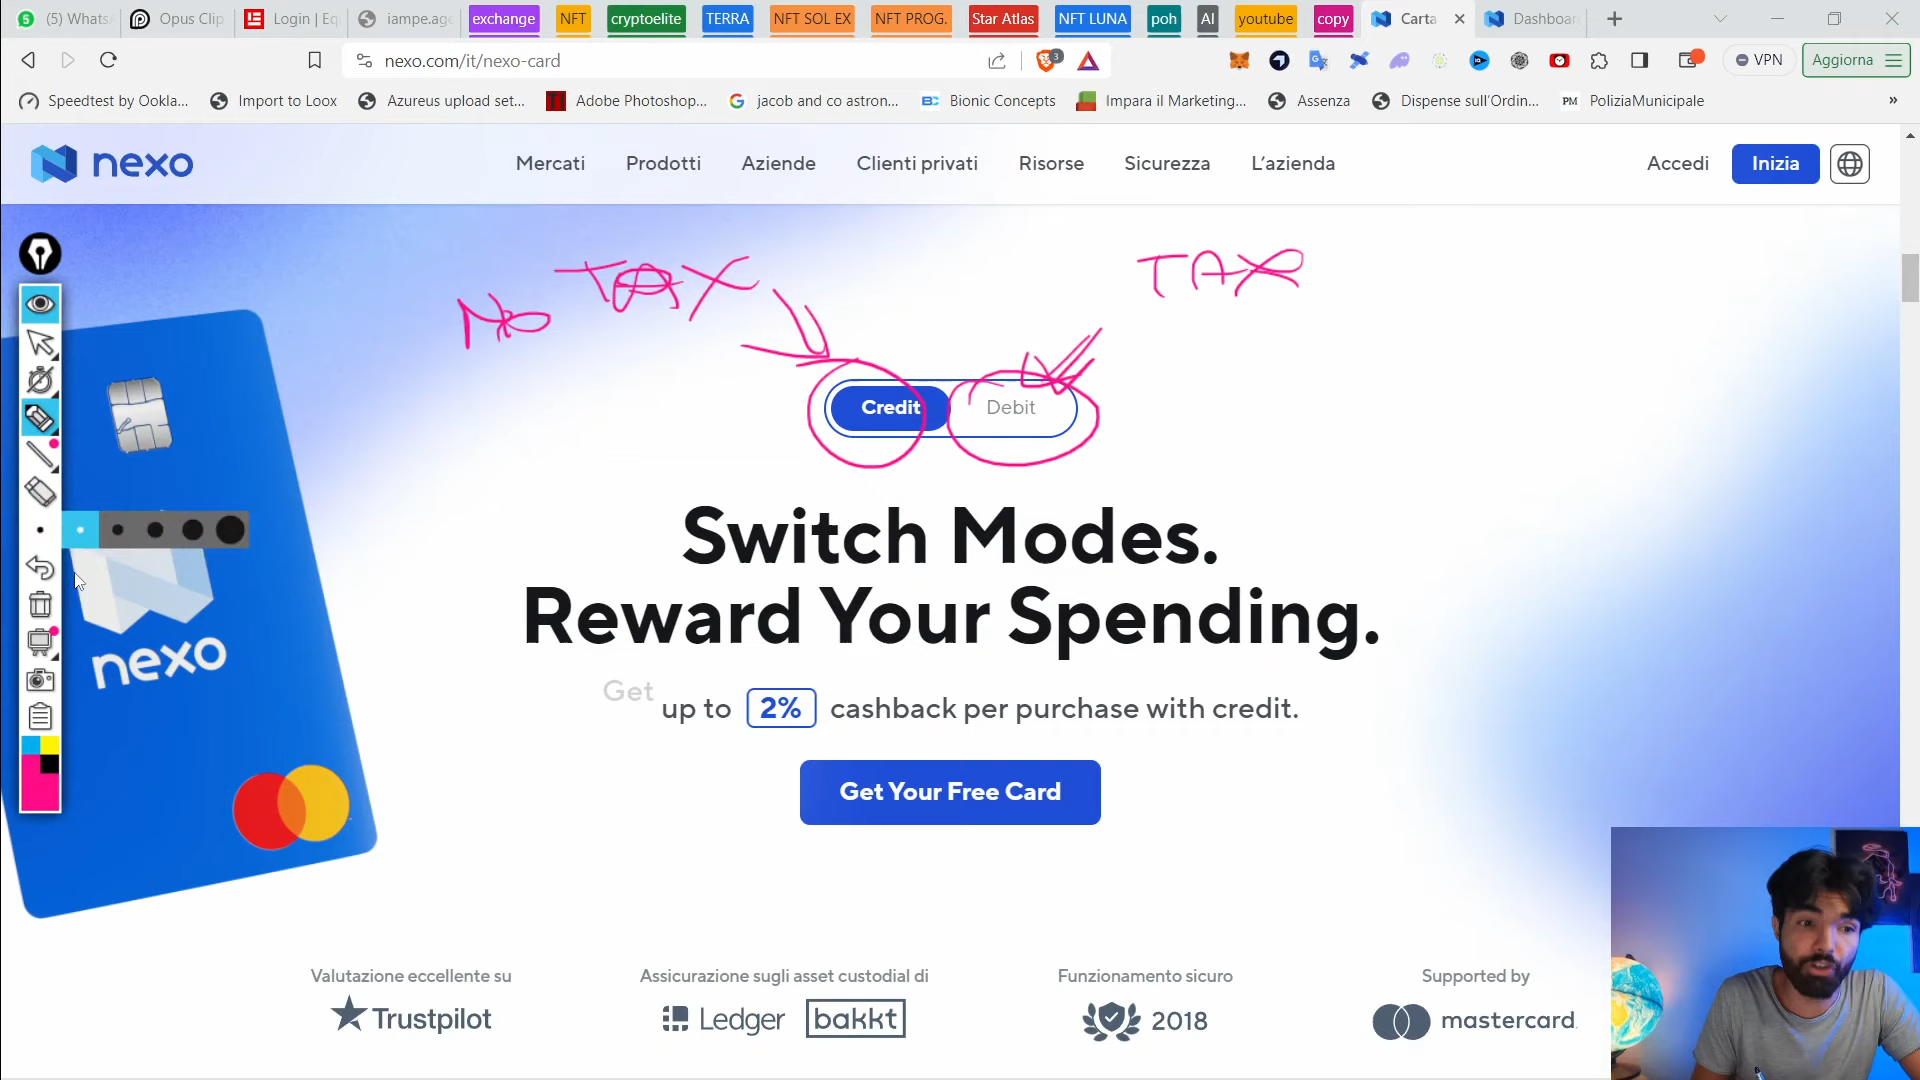 (5) WhatsA
Opus Clip
Login | Eq
iampe.age
exchange
NFT
cryptoelite
TERRA
NFT SOL EX
NFT PROG.
Star Atlas
NFT LUNA
poh
AI
youtube
copy
Carta
Dashboar
nexo.com/it/nexo-card
3
VPN
Aggiorna
Speedtest by Ookla...
Import to Loox
Azureus upload set...
Adobe Photoshop...
jacob and co astron...
Bionic Concepts
Impara il Marketing...
Assenza
Dispense sull'Ordin...
PM PoliziaMunicipale
nexo
Mercati
Prodotti
Aziende
Clienti privati
Risorse
Sicurezza
L'azienda
Accedi
Inizia
No TAX
TAX
Credit
Debit
Switch Modes.
Reward Your Spending.
Get up to 2% cashback per purchase with credit.
Get Your Free Card
nexo
Valutazione eccellente su
Trustpilot
Assicurazione sugli asset custodial di
Ledger
bakkt
Funzionamento sicuro
2018
Supported by
mastercard.